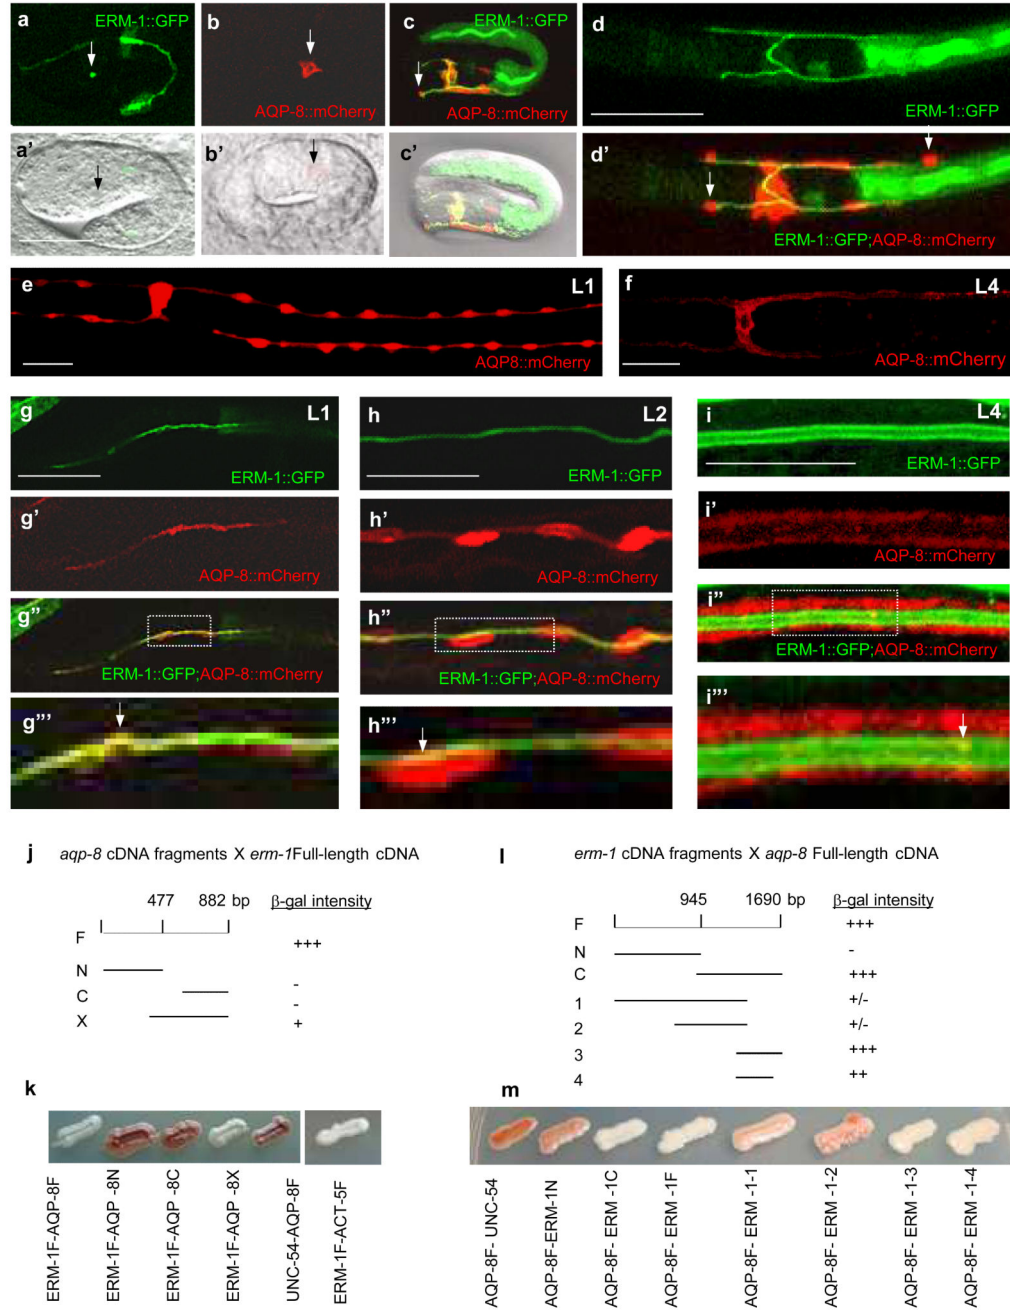 a
ERM-1::GFP
b
AQP-8::mCherry
c
ERM-1::GFP
AQP-8::mCherry
d
ERM-1::GFP
a'
b'
c'
d'
ERM-1::GFP;AQP-8::mCherry
e
L1
AQP8::mCherry
f
L4
AQP-8::mCherry
g
L1
ERM-1::GFP
h
L2
ERM-1::GFP
i
L4
ERM-1::GFP
g'
AQP-8::mCherry
h'
AQP-8::mCherry
i'
AQP-8::mCherry
g''
ERM-1::GFP;AQP-8::mCherry
h''
ERM-1::GFP;AQP-8::mCherry
i''
ERM-1::GFP;AQP-8::mCherry
g'''
h'''
i'''
j
aqp-8 cDNA fragments X erm-1Full-length cDNA
477 882 bp β-gal intensity
F +++
N -
C -
X +
l
erm-1 cDNA fragments X aqp-8 Full-length cDNA
945 1690 bp β-gal intensity
F +++
N -
C +++
1 +/-
2 +/-
3 +++
4 ++
k
ERM-1F-AQP-8F
ERM-1F-AQP -8N
ERM-1F-AQP -8C
ERM-1F-AQP -8X
UNC-54-AQP-8F
ERM-1F-ACT-5F
m
AQP-8F- UNC-54
AQP-8F-ERM-1N
AQP-8F- ERM -1C
AQP-8F- ERM -1F
AQP-8F- ERM -1-1
AQP-8F- ERM -1-2
AQP-8F- ERM -1-3
AQP-8F- ERM -1-4